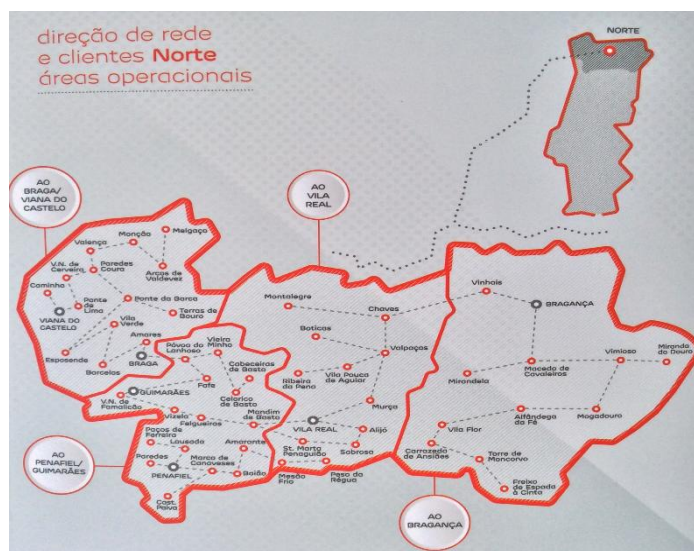 direção de rede
e clientes Norte
áreas operacionais
NORTE
AO
BRAGA/
VIANA DO
CASTELO
AO
VILA
REAL
Melgaço
Monção
Valença
V.N. de
Cerveira
Paredes
Coura
Arcos de
Valdevez
Caminha
Ponte
de
Lima
Ponte da Barca
VIANA DO
CASTELO
Vila
Verde
Terras de
Bouro
Amares
Esposende
BRAGA
Barcelos
Póvoa do
Lanhoso
Vieira
Minho
Cabeceiras
de Basto
GUIMARÃES
Fafe
Celorico
de Basto
V.N. de
Famalicão
Vizela
Felgueiras
Mondim de
Basto
Paços de
Ferreira
Lousada
Amarante
Paredes
Marco de
Canaveses
PENAFIEL
Baião
Cast.
Paiva
AO
PENAFIEL/
GUIMARÃES
Montalegre
Chaves
Boticas
Valpaços
Ribeira
da Pena
Vila Pouca
de Aguiar
Murça
VILA REAL
Alijó
St. Marta
Penaguião
Sabrosa
Mesão
Frio
Peso da
Régua
Vinhais
BRAGANÇA
Vimioso
Miranda
do Douro
Mirandela
Macedo de
Cavaleiros
Alfândega
da Fé
Mogadouro
Vila Flor
Carrazeda
de Ansiães
Torre de
Moncorvo
Freixo
de Espada
à Cinta
AO
BRAGANÇA